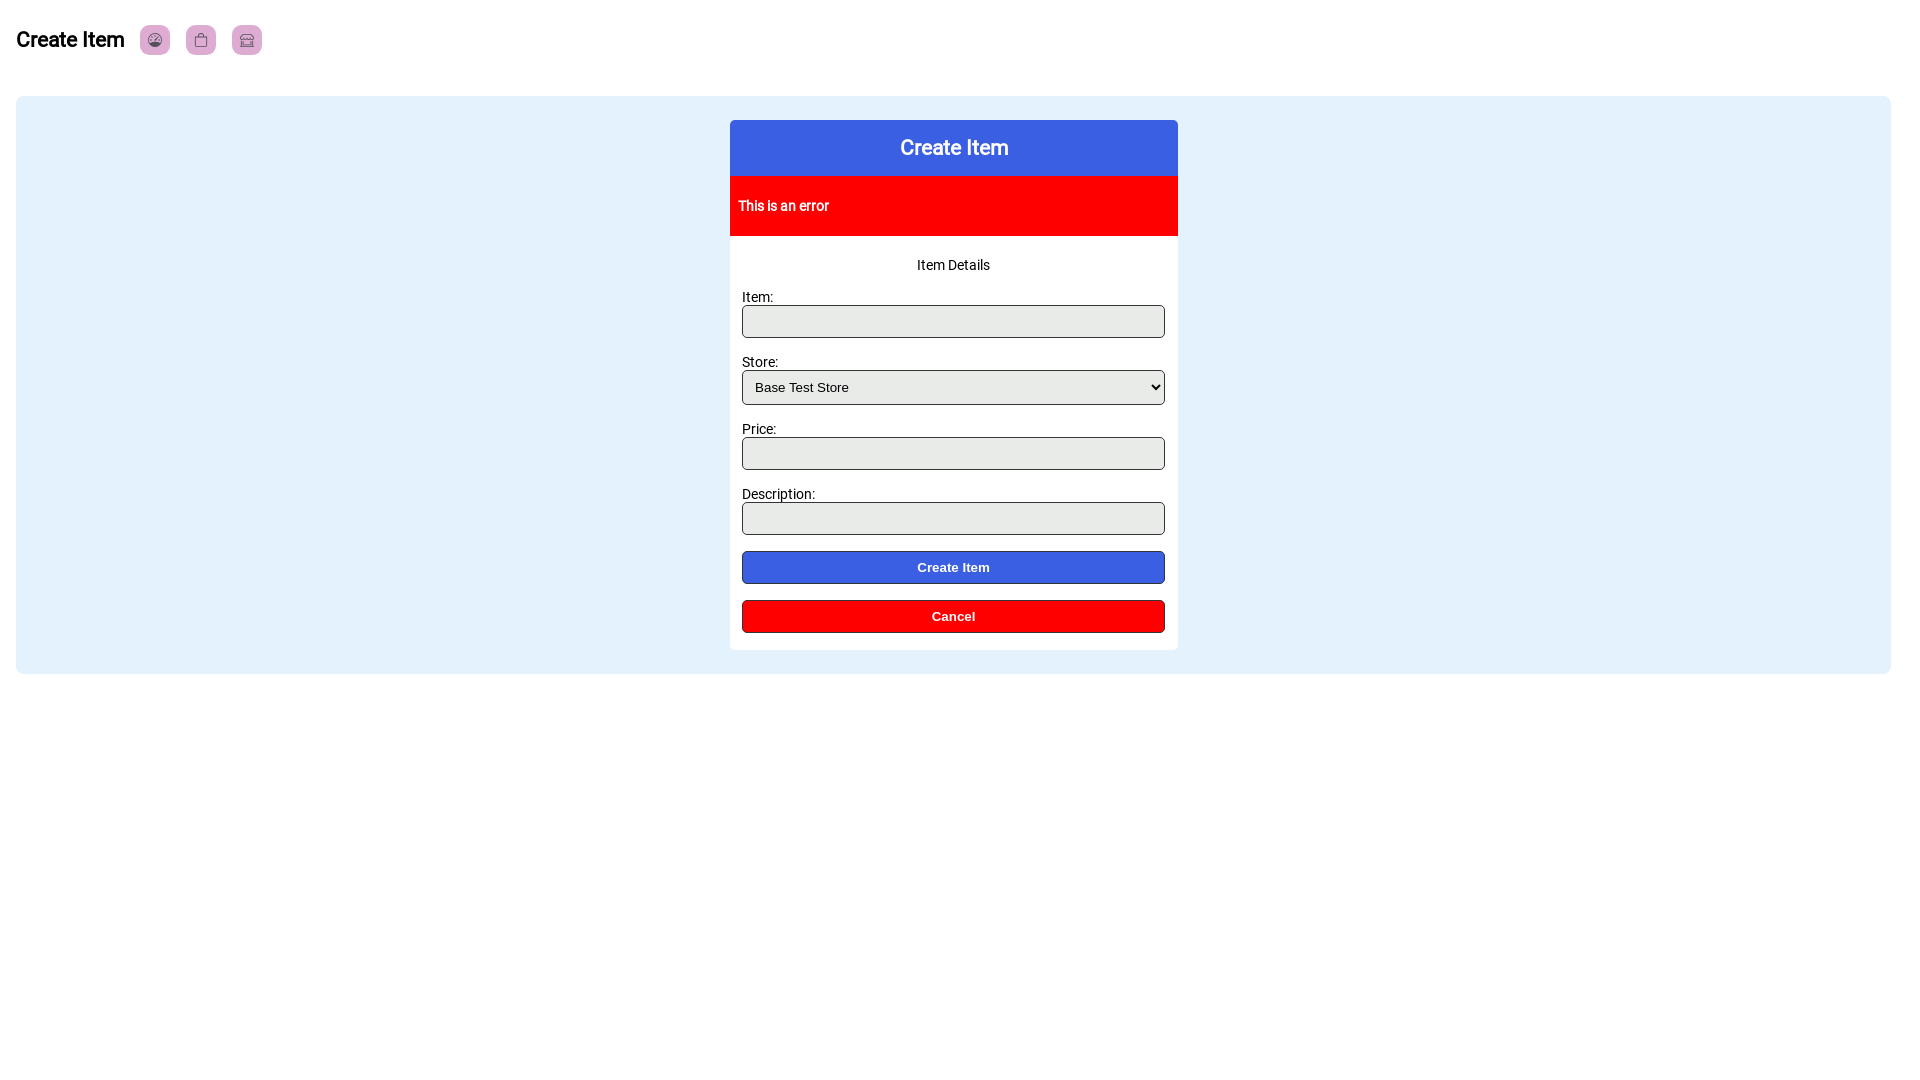 Create Item
Create Item
This is an error
Item Details
Item:
Store:
Base Test Store
Price:
Description:
Create Item
Cancel